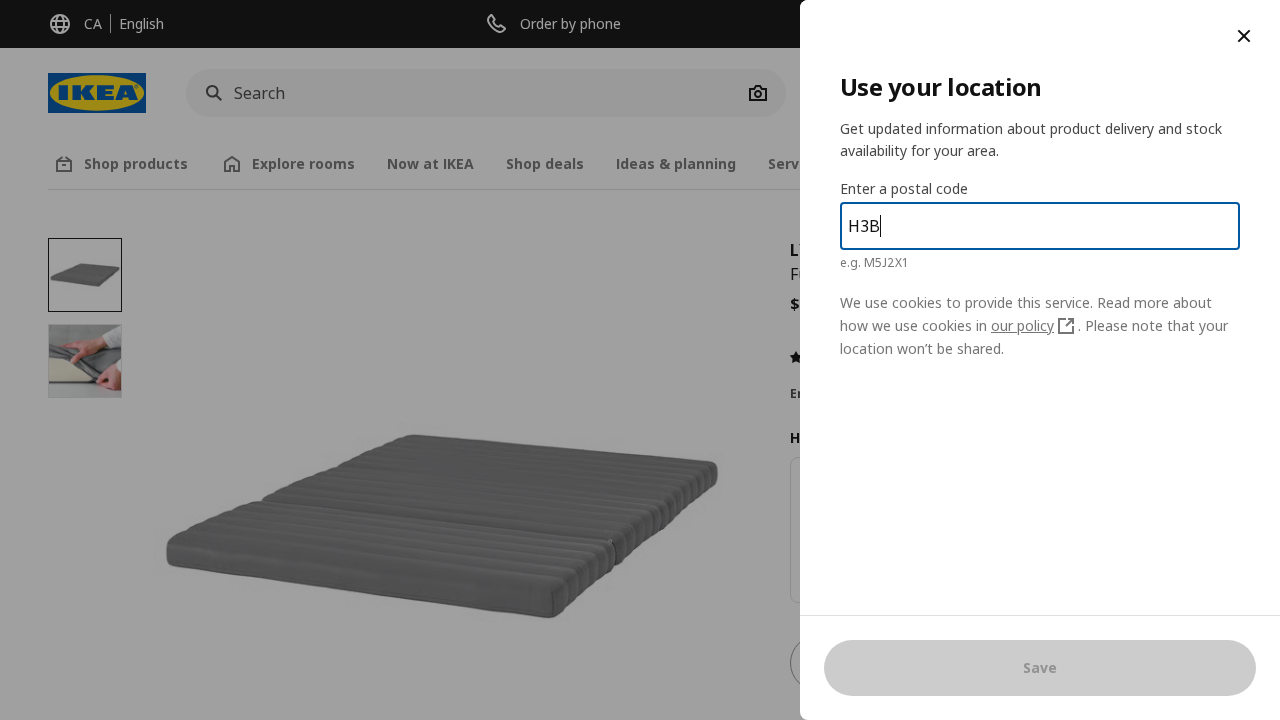 CA English
Order by phone
IKEA
Search
Shop products
Explore rooms
Now at IKEA
Shop deals
Ideas & planning
Serv
$
Use your location
Get updated information about product delivery and stock
availability for your area.
Enter a postal code
H3B
e.g. M5J2X1
We use cookies to provide this service. Read more about
how we use cookies in our policy . Please note that your
location won’t be shared.
Save